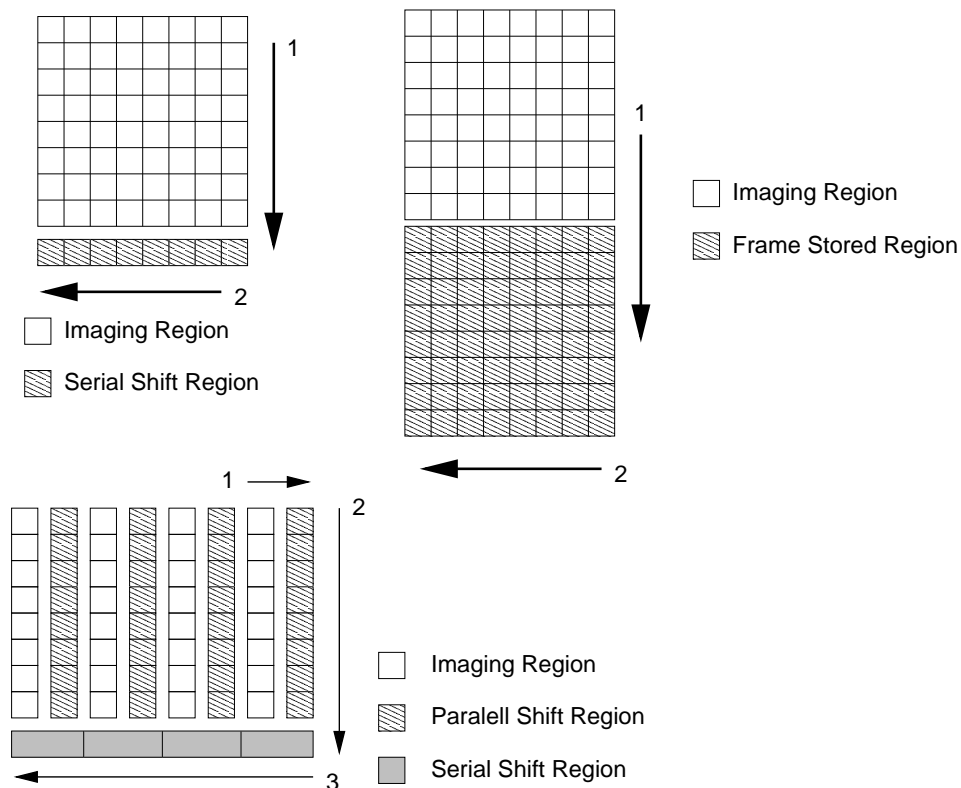 1
2
Imaging Region
Serial Shift Region
1
Imaging Region
Frame Stored Region
2
1
2
Imaging Region
Paralell Shift Region
Serial Shift Region
3